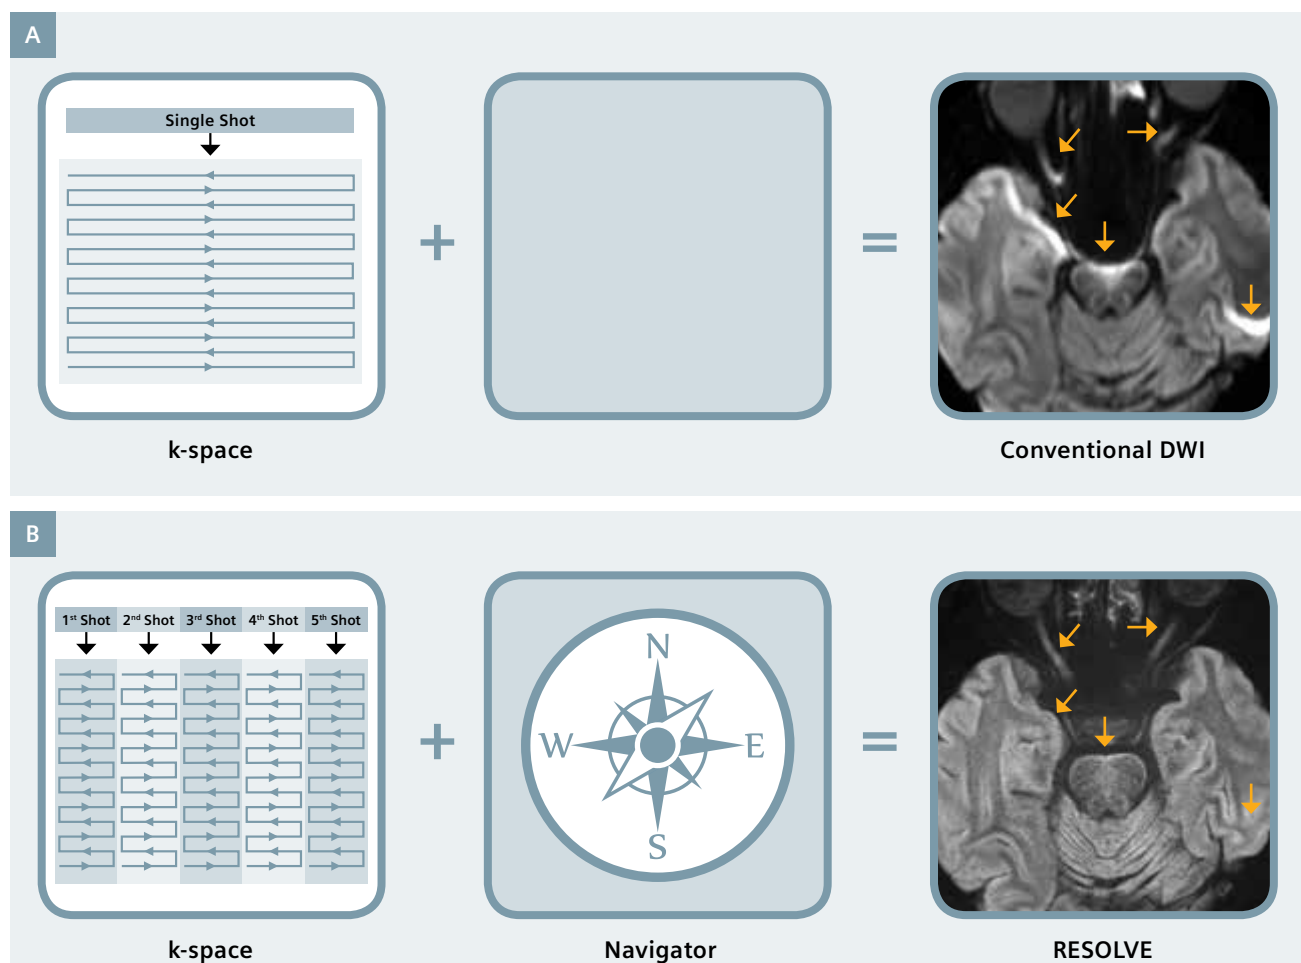 A
Single Shot
k-space
Conventional DWI
B
1st Shot 2nd Shot 3rd Shot 4th Shot 5th Shot
N
W E
S
k-space
Navigator
RESOLVE